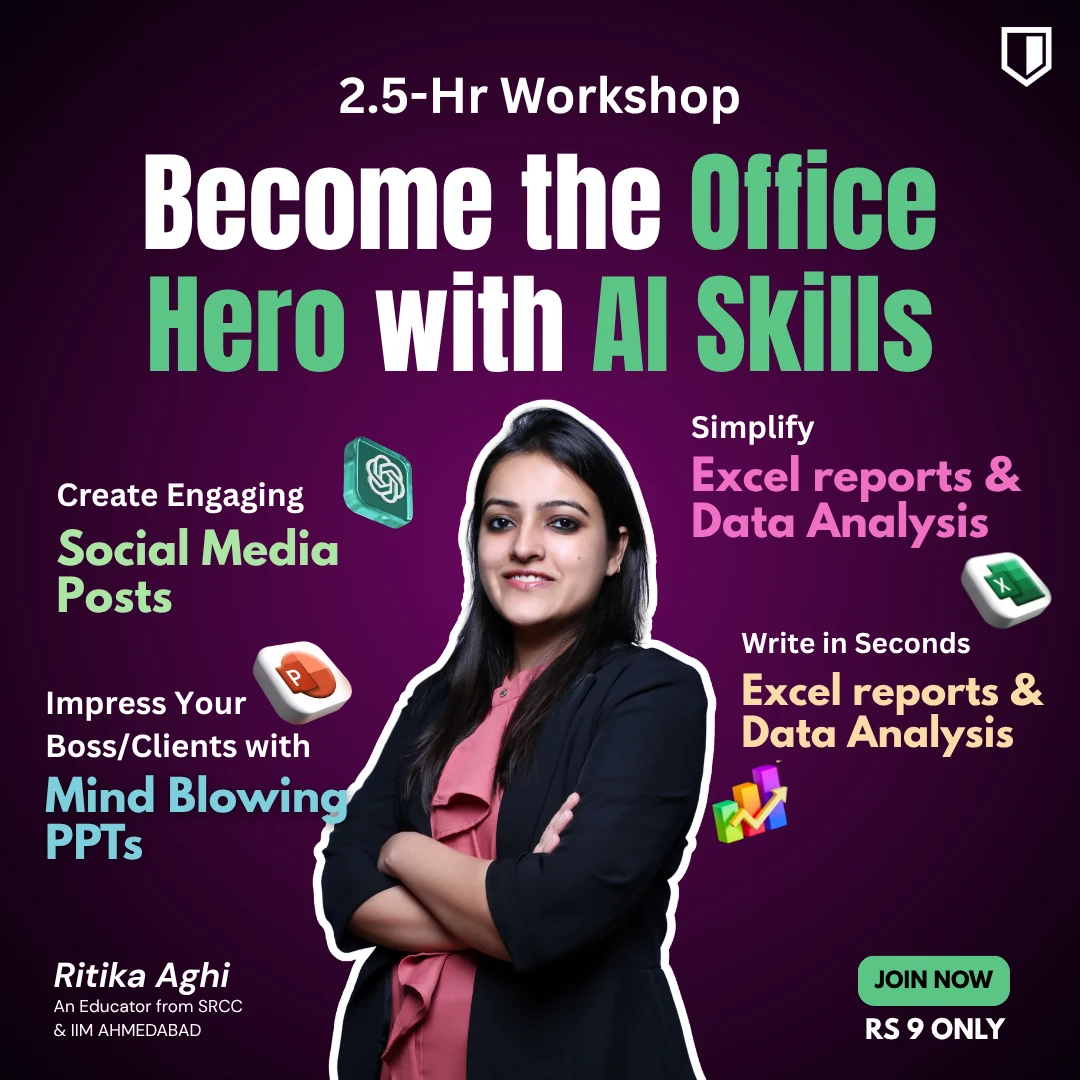 2.5-Hr Workshop
Become the Office
Hero with AI Skills
Create Engaging
Social Media
Posts
Impress Your
Boss/Clients with
Mind Blowing
PPTs
Simplify
Excel reports &
Data Analysis
X
Write in Seconds
Excel reports &
Data Analysis
P
Ritika Aghi
An Educator from SRCC
& IIM AHMEDABAD
JOIN NOW
RS 9 ONLY